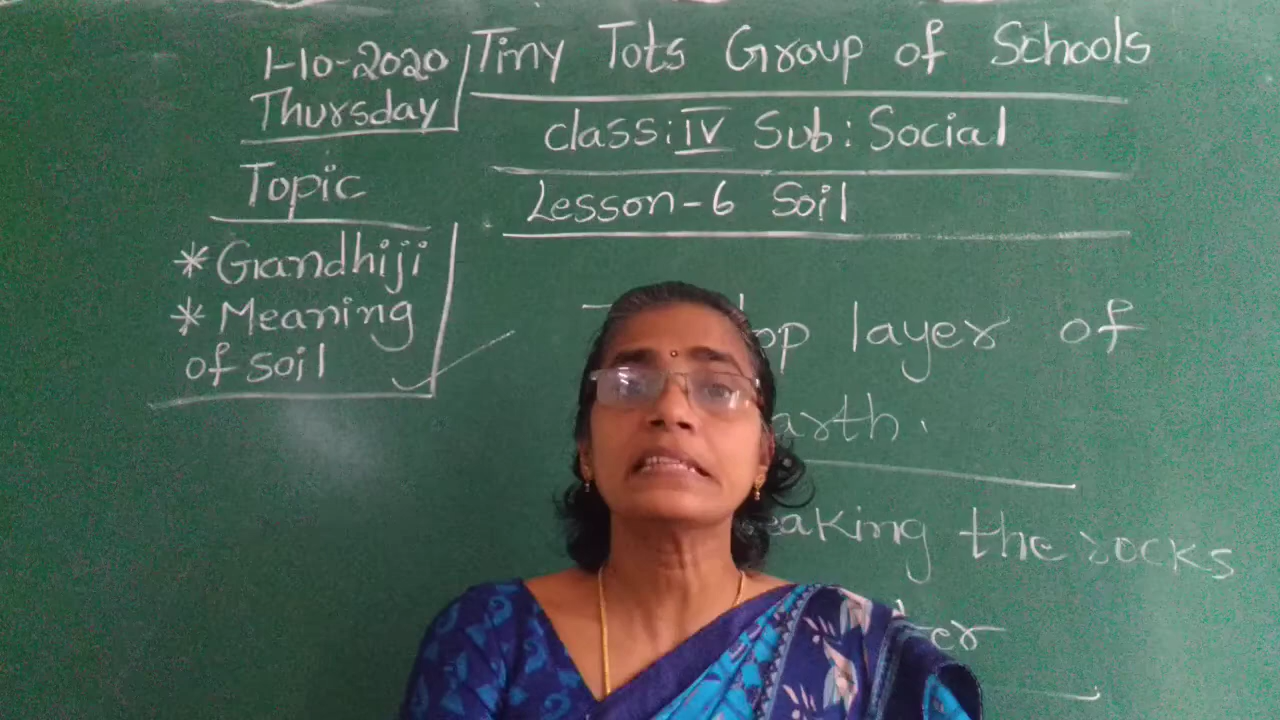 1-10-2020
Thursday
Topic
* Gandhiji
* Meaning
of soil
Tiny Tots Group of Schools
class: IV Sub: Social
Lesson-6 Soil
layer of
the rocks